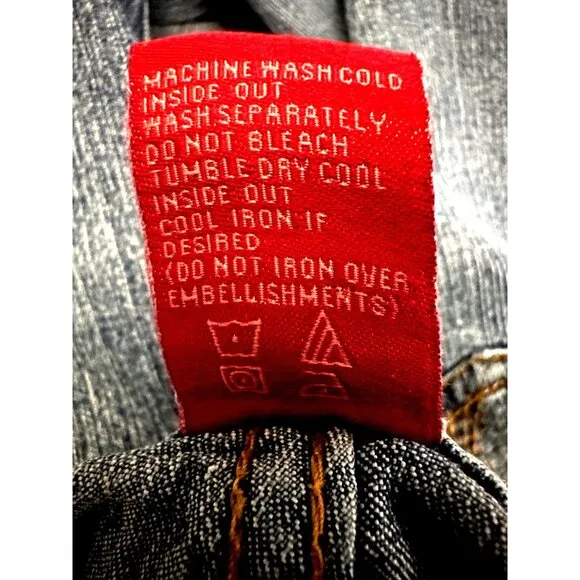 MACHINE WASH COLD
INSIDE OUT
WASH SEPARATELY
DO NOT BLEACH
TUMBLE DRY COOL
INSIDE OUT
COOL IRON IF
DESIRED
(DO NOT IRON OVER
EMBELLISHMENTS)